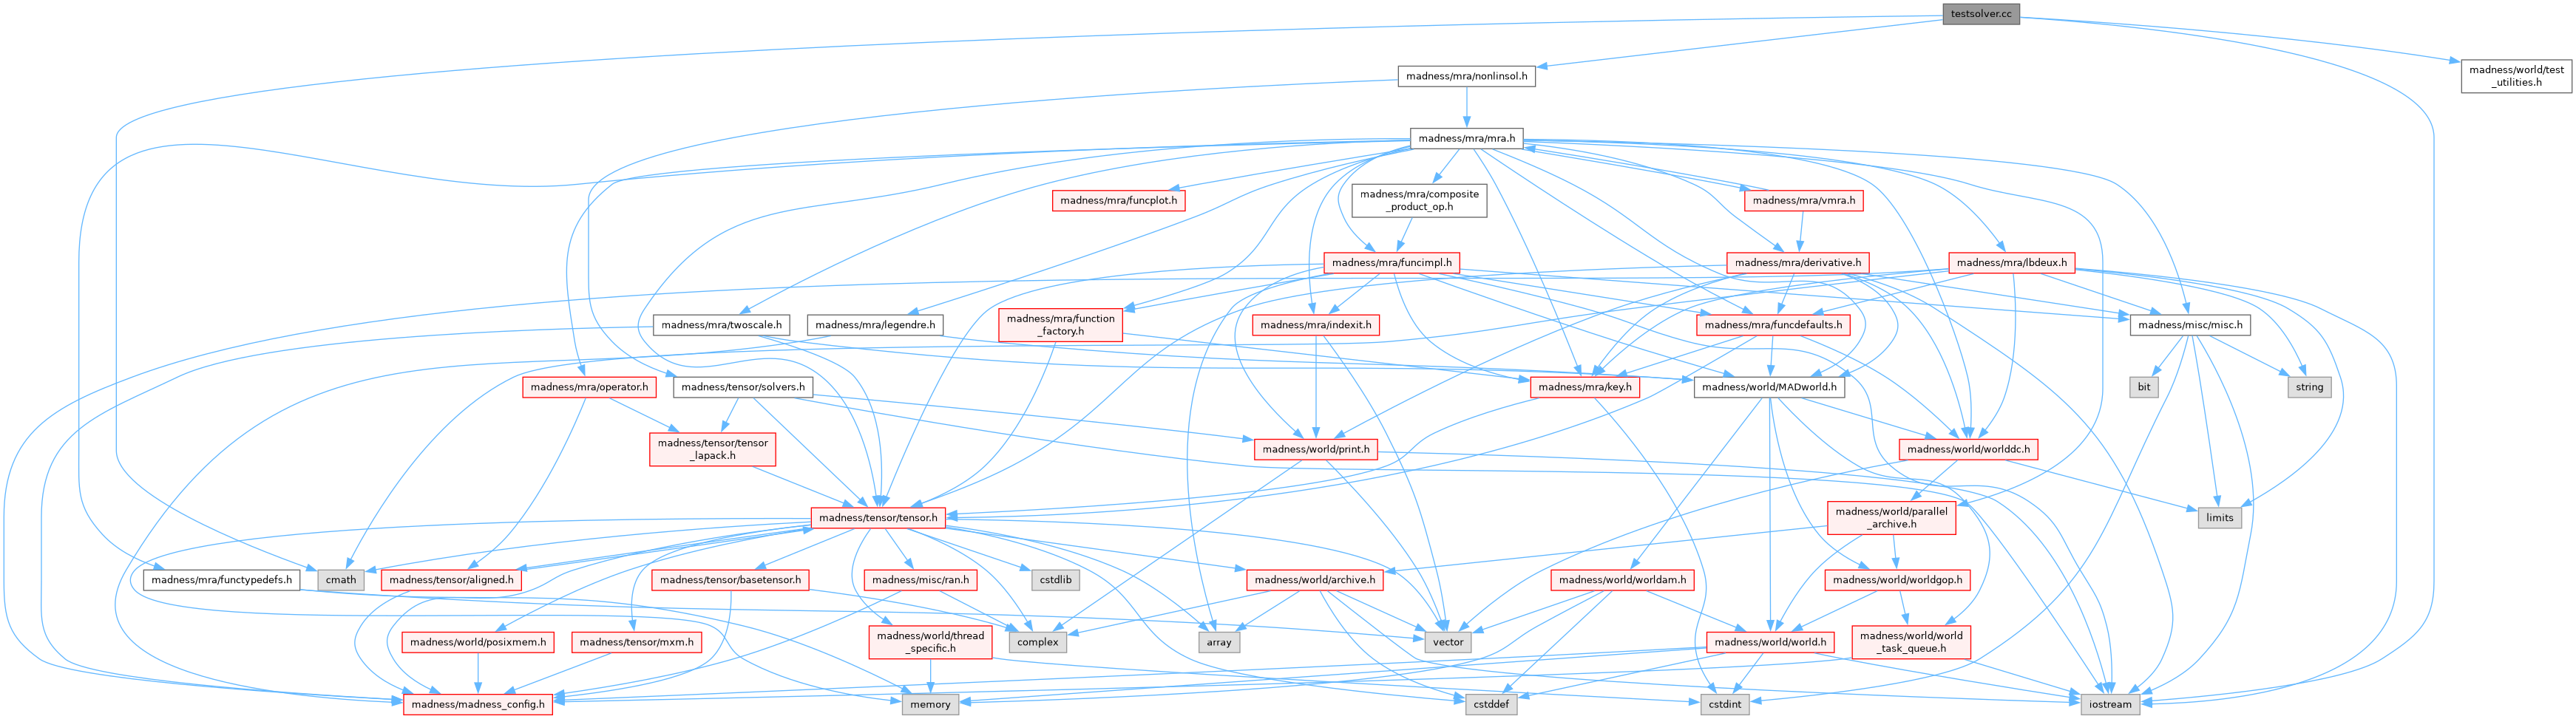 testsolver.cc
madness/mra/nonlinsol.h
madness/world/test
_utilities.h
madness/mra/mra.h
madness/mra/funcplot.h
madness/mra/composite
_product_op.h
madness/mra/vmra.h
madness/mra/funcimpl.h
madness/mra/derivative.h
madness/mra/lbdeux.h
madness/mra/twoscale.h
madness/mra/legendre.h
madness/mra/function
_factory.h
madness/mra/indexit.h
madness/mra/funcdefaults.h
madness/misc/misc.h
madness/mra/operator.h
madness/tensor/solvers.h
madness/mra/key.h
madness/world/MADworld.h
bit
string
madness/tensor/tensor
_lapack.h
madness/world/print.h
madness/world/worlddc.h
madness/tensor/tensor.h
madness/world/parallel
_archive.h
limits
madness/mra/functypedefs.h
cmath
madness/tensor/aligned.h
madness/tensor/basetensor.h
madness/misc/ran.h
cstdlib
madness/world/archive.h
madness/world/worldam.h
madness/world/worldgop.h
madness/world/posixmem.h
madness/tensor/mxm.h
madness/world/thread
_specific.h
complex
array
vector
madness/world/world.h
madness/world/world
_task_queue.h
madness/madness_config.h
memory
cstddef
cstdint
iostream